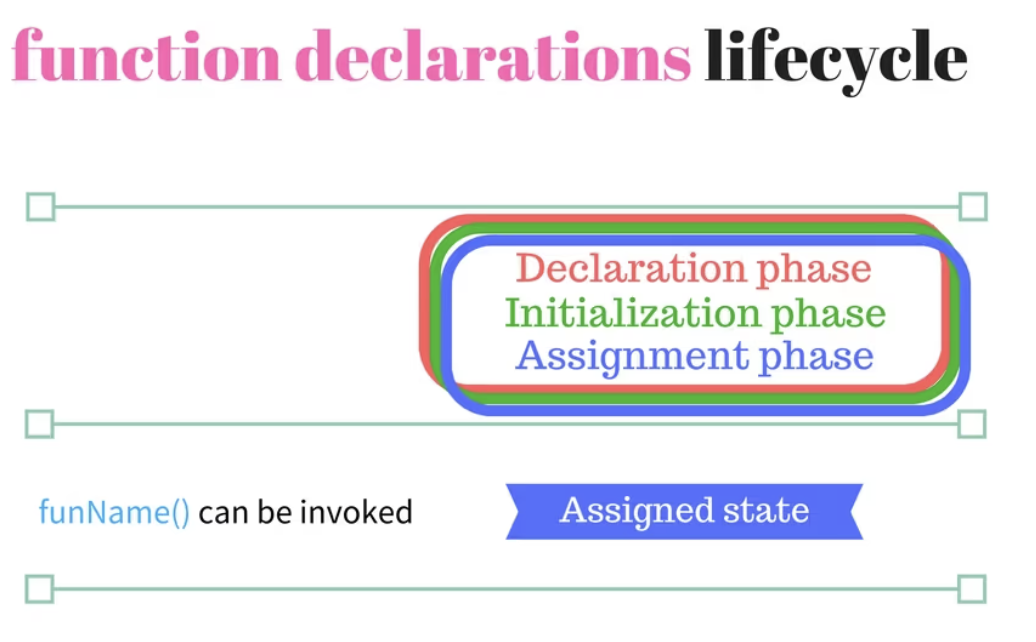 function declarations lifecycle
Declaration phase
Initialization phase
Assignment phase
funName() can be invoked
Assigned state